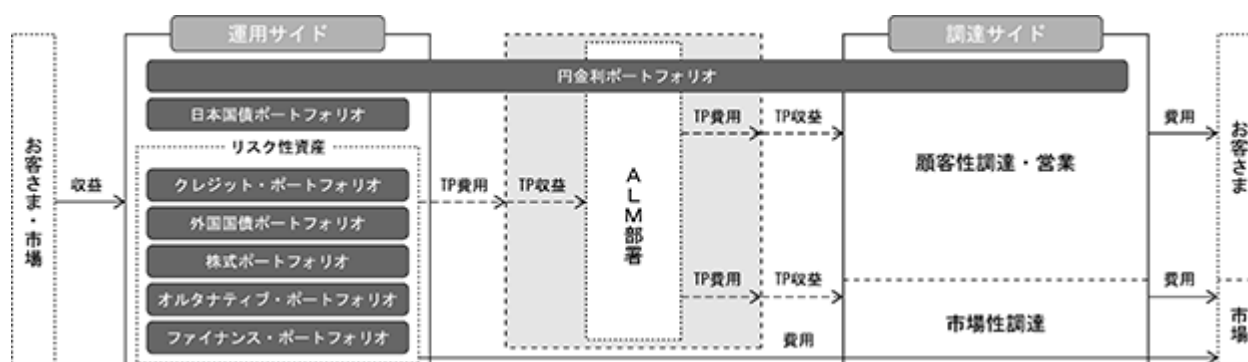 運用サイド
調達サイド
円金利ポートフォリオ
日本国債ポートフォリオ
リスク性資産
クレジット・ポートフォリオ
外国国債ポートフォリオ
株式ポートフォリオ
オルタナティブ・ポートフォリオ
ファイナンス・ポートフォリオ
お客さま・市場
収益
TP費用
TP収益
ALM部署
TP費用
TP収益
TP費用
TP収益
顧客性調達・営業
市場性調達
費用
費用
費用
お客さま
市場